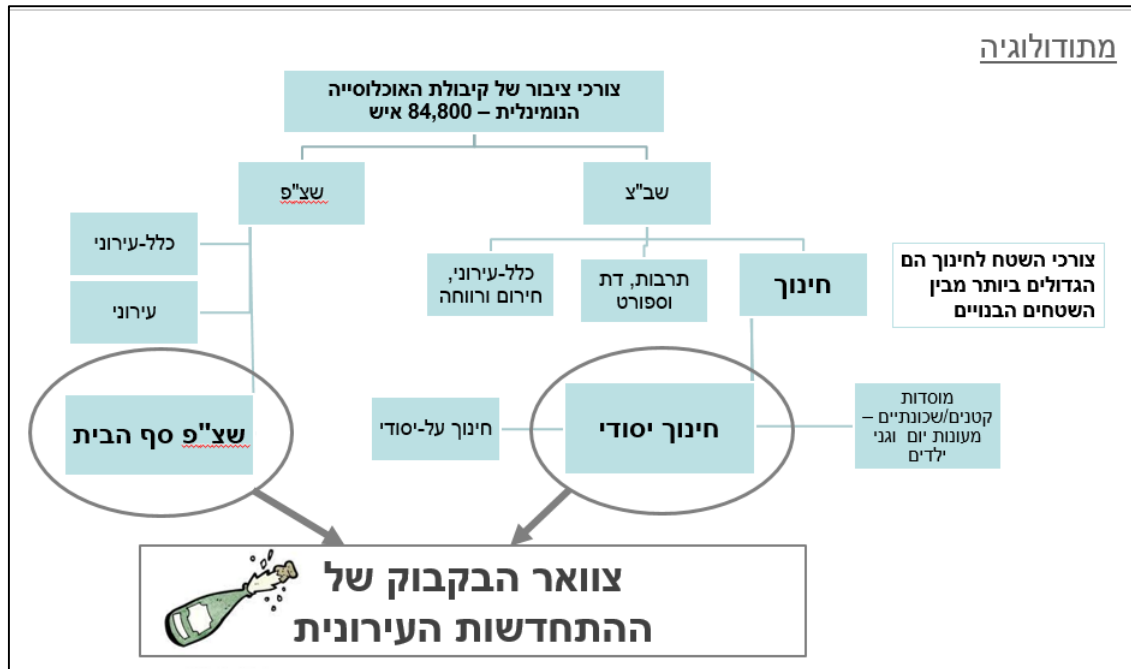 מתודולוגיה
צורכי ציבור של קיבולת האוכלוסייה
הנומינלית – 84,800 איש
שב"צ
שצ"פ
כלל-עירוני
עירוני
שצ"פ סף הבית
צורכי השטח לחינוך הם
הגדולים ביותר מבין
השטחים הבנויים
חינוך
תרבות, דת
וספורט
כלל-עירוני,
חירום ורווחה
מוסדות
קטנים/שכונתיים –
מעונות יום וגני
ילדים
חינוך יסודי
חינוך על-יסודי
צוואר הבקבוק של
ההתחדשות העירונית